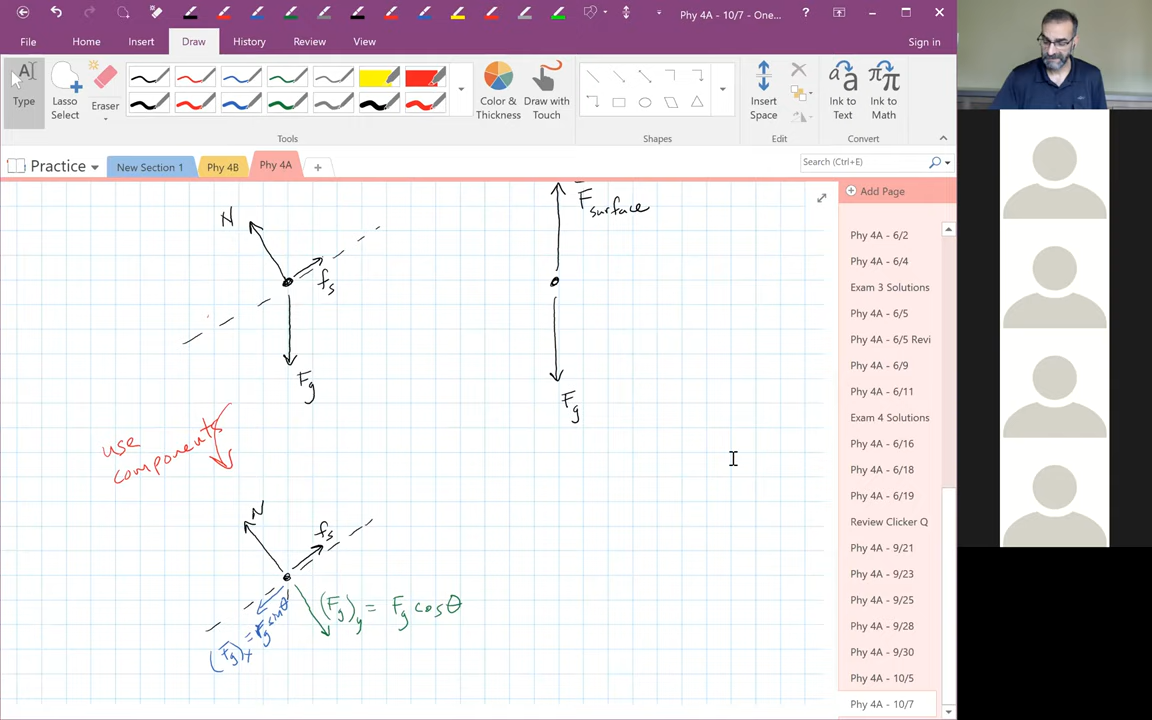 Phy 4A - 10/7 - One...
?
File
Home
Insert
Draw
History
Review
View
Sign in
Type
Lasso Select
Eraser
Color & Thickness
Draw with Touch
Insert Space
Ink to Text
Ink to Math
Tools
Shapes
Edit
Convert
Practice
New Section 1
Phy 4B
Phy 4A
Search (Ctrl+E)
Add Page
Phy 4A - 6/2
Phy 4A - 6/4
Exam 3 Solutions
Phy 4A - 6/5
Phy 4A - 6/5 Revi
Phy 4A - 6/9
Phy 4A - 6/11
Exam 4 Solutions
Phy 4A - 6/16
Phy 4A - 6/18
Phy 4A - 6/19
Review Clicker Q
Phy 4A - 9/21
Phy 4A - 9/23
Phy 4A - 9/25
Phy 4A - 9/28
Phy 4A - 9/30
Phy 4A - 10/5
Phy 4A - 10/7
N
fs
Fg
F surface
Fg
use
components
N
fs
(Fg)x = Fg sinθ
(Fg)y = Fg cosθ